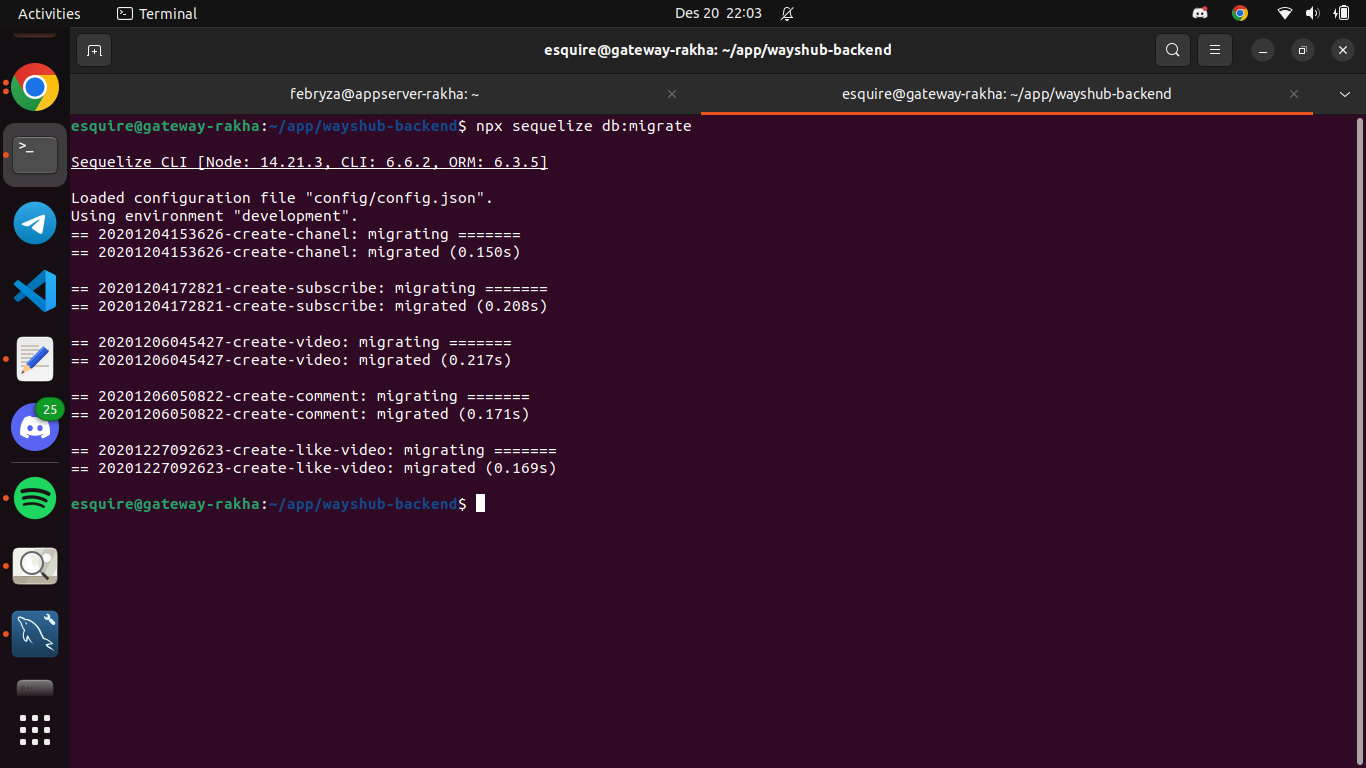 Activities
Terminal
Des 20 22:03
esquire@gateway-rakha: ~/app/wayshub-backend
febryza@appserver-rakha: ~
esquire@gateway-rakha: ~/app/wayshub-backend
esquire@gateway-rakha:~/app/wayshub-backend$ npx sequelize db:migrate
Sequelize CLI [Node: 14.21.3, CLI: 6.6.2, ORM: 6.3.5]
Loaded configuration file "config/config.json".
Using environment "development".
== 20201204153626-create-chanel: migrating =======
== 20201204153626-create-chanel: migrated (0.150s)
== 20201204172821-create-subscribe: migrating =======
== 20201204172821-create-subscribe: migrated (0.208s)
== 20201206045427-create-video: migrating =======
== 20201206045427-create-video: migrated (0.217s)
== 20201206050822-create-comment: migrating =======
== 20201206050822-create-comment: migrated (0.171s)
== 20201227092623-create-like-video: migrating =======
== 20201227092623-create-like-video: migrated (0.169s)
esquire@gateway-rakha:~/app/wayshub-backend$
>_
25